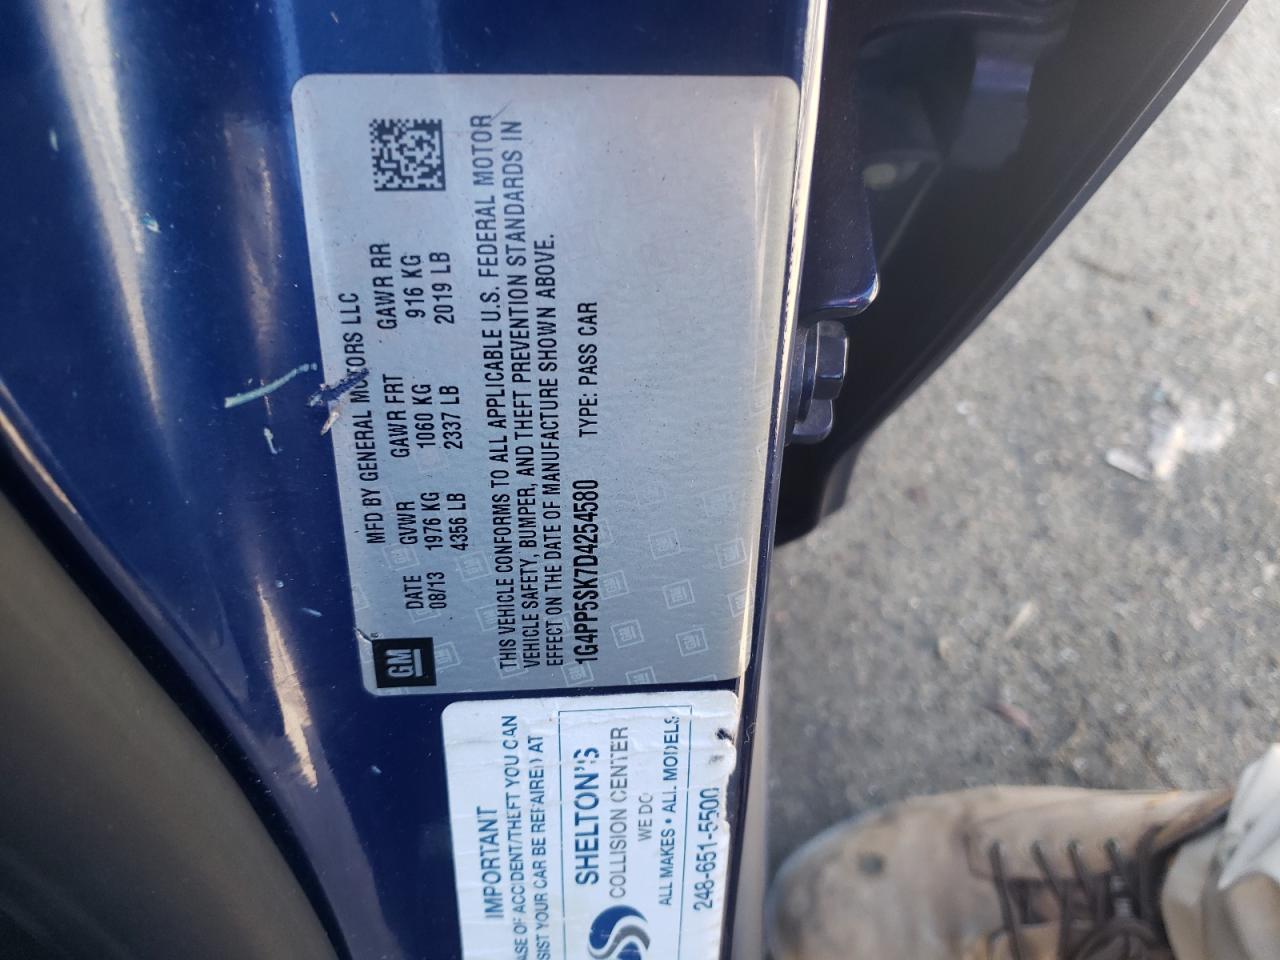 MFD BY GENERAL MOTORS LLC
DATE GVWR GAWR FRT GAWR RR
08/13 1976 KG 1060 KG 916 KG
4356 LB 2337 LB 2019 LB
GM
THIS VEHICLE CONFORMS TO ALL APPLICABLE U.S. FEDERAL MOTOR
VEHICLE SAFETY, BUMPER, AND THEFT PREVENTION STANDARDS IN
EFFECT ON THE DATE OF MANUFACTURE SHOWN ABOVE.
1G4PP5SK7D4254580 TYPE: PASS CAR
IMPORTANT
ASE OF ACCIDENT/THEFT YOU CAN
SIST YOUR CAR BE REPAIRED AT
SHELTON'S
COLLISION CENTER
WE DO
ALL MAKES • ALL MODELS
248-651-5500